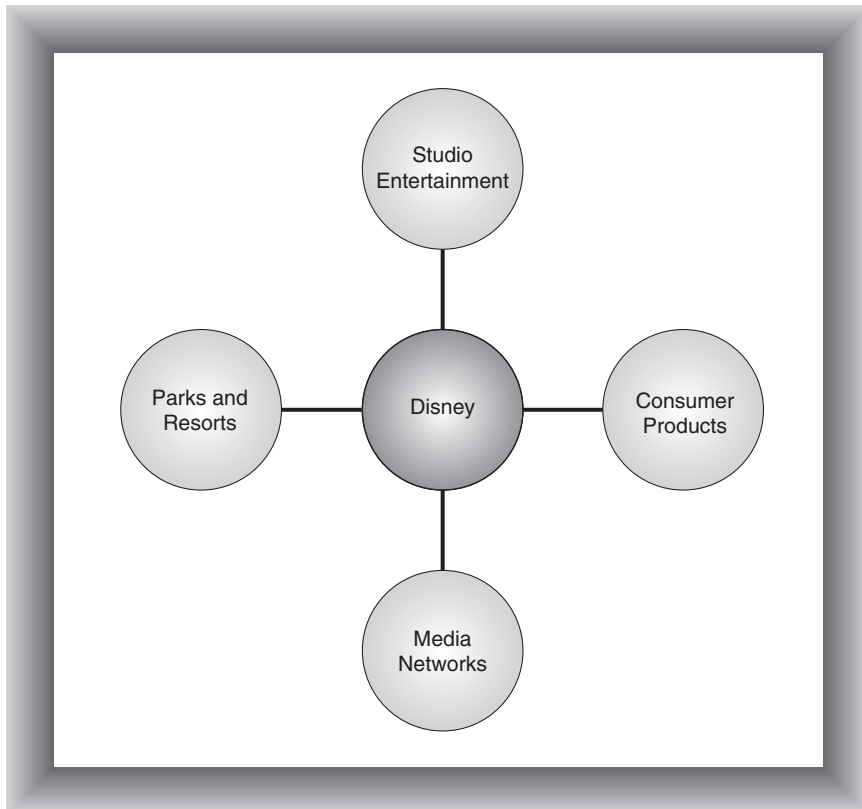 Studio
Entertainment
Parks and
Resorts
Disney
Consumer
Products
Media
Networks